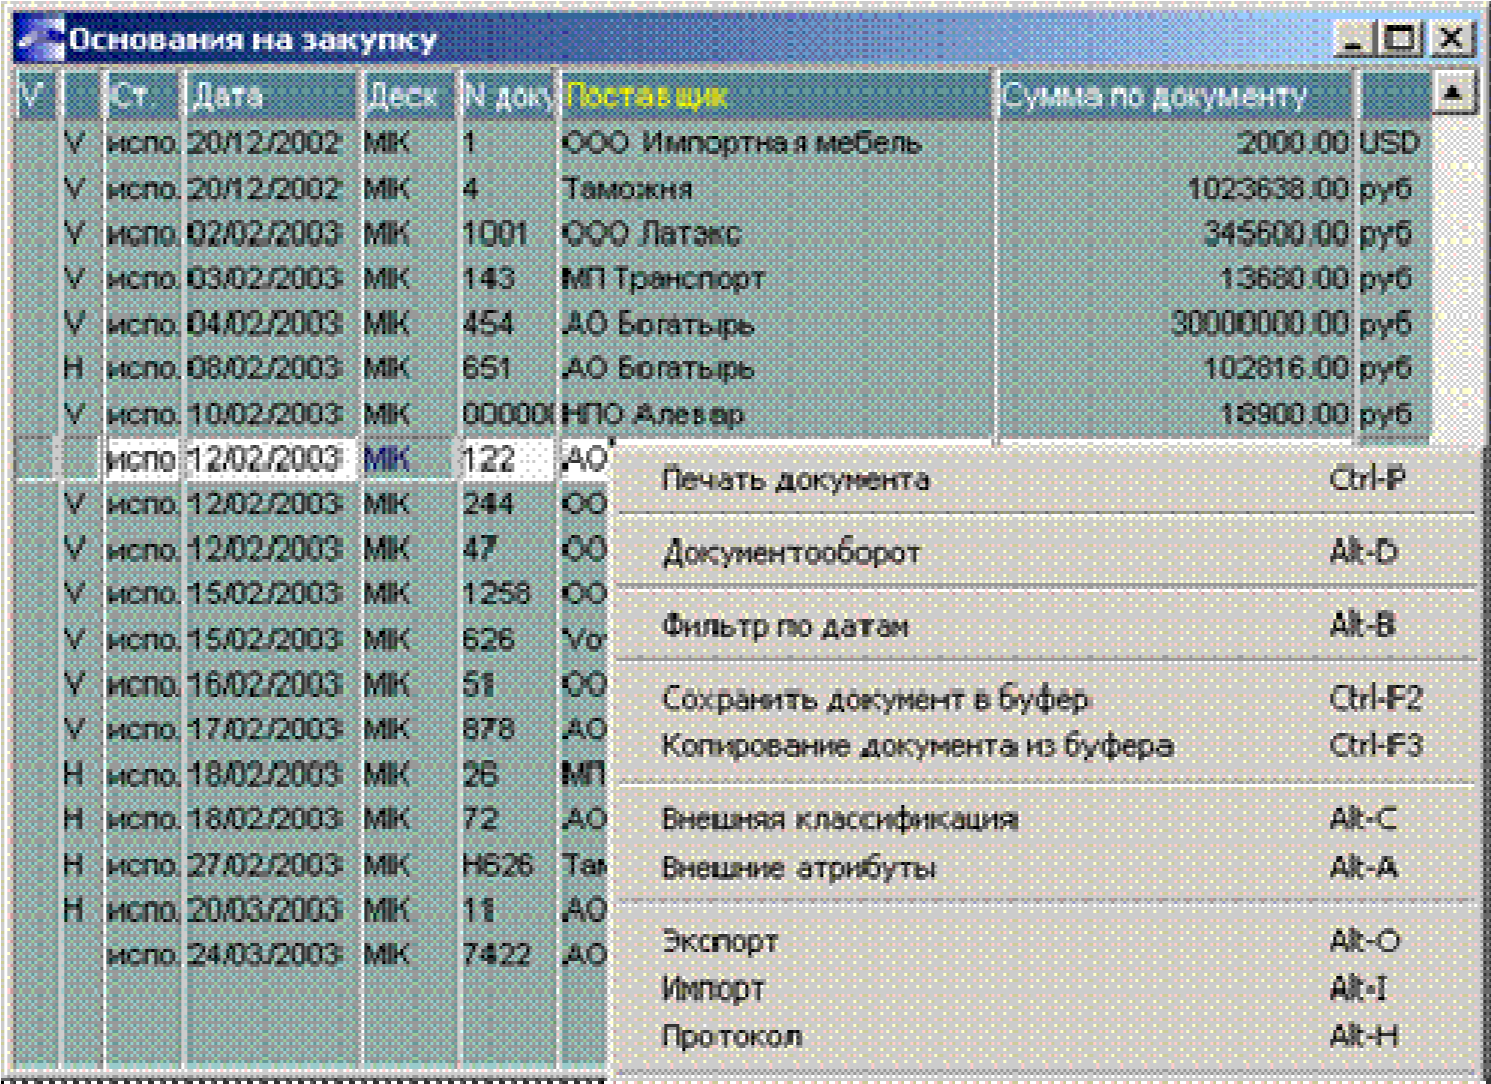 Основания на закупку
V Ст. Дата Деск N доку Поставщик Сумма по документу
V испо. 20/12/2002 МК 1 ООО Импортная мебель 2000.00 USD
V испо. 20/12/2002 МК 4 Таможня 1023638.00 руб
V испо. 02/02/2003 МК 1001 ООО Латэкс 345600.00 руб
V испо. 03/02/2003 МК 143 МП Транспорт 13680.00 руб
V испо. 04/02/2003 МК 454 АО Богатырь 30000000.00 руб
Н испо. 08/02/2003 МК 651 АО Богатырь 102816.00 руб
V испо. 10/02/2003 МК 000000 НПО Алевар 18900.00 руб
испо 12/02/2003 МК 122 АО
V испо. 12/02/2003 МК 244 ОО
V испо. 12/02/2003 МК 47 ОО
V испо. 15/02/2003 МК 1258 ОО
V испо. 15/02/2003 МК 626 Vo
V испо. 16/02/2003 МК 51 ОО
V испо. 17/02/2003 МК 878 АО
Н испо. 18/02/2003 МК 26 МП
Н испо. 18/02/2003 МК 72 АО
Н испо. 27/02/2003 МК Н626 Там
Н испо. 20/03/2003 МК 11 АО
испо. 24/03/2003 МК 7422 АО
Печать документа Ctrl-P
Документооборот Alt-D
Фильтр по датам Alt-B
Сохранить документ в буфер Ctrl-F2
Копирование документа из буфера Ctrl-F3
Внешняя классификация Alt-C
Внешние атрибуты Alt-A
Экспорт Alt-O
Импорт Alt-I
Протокол Alt-H